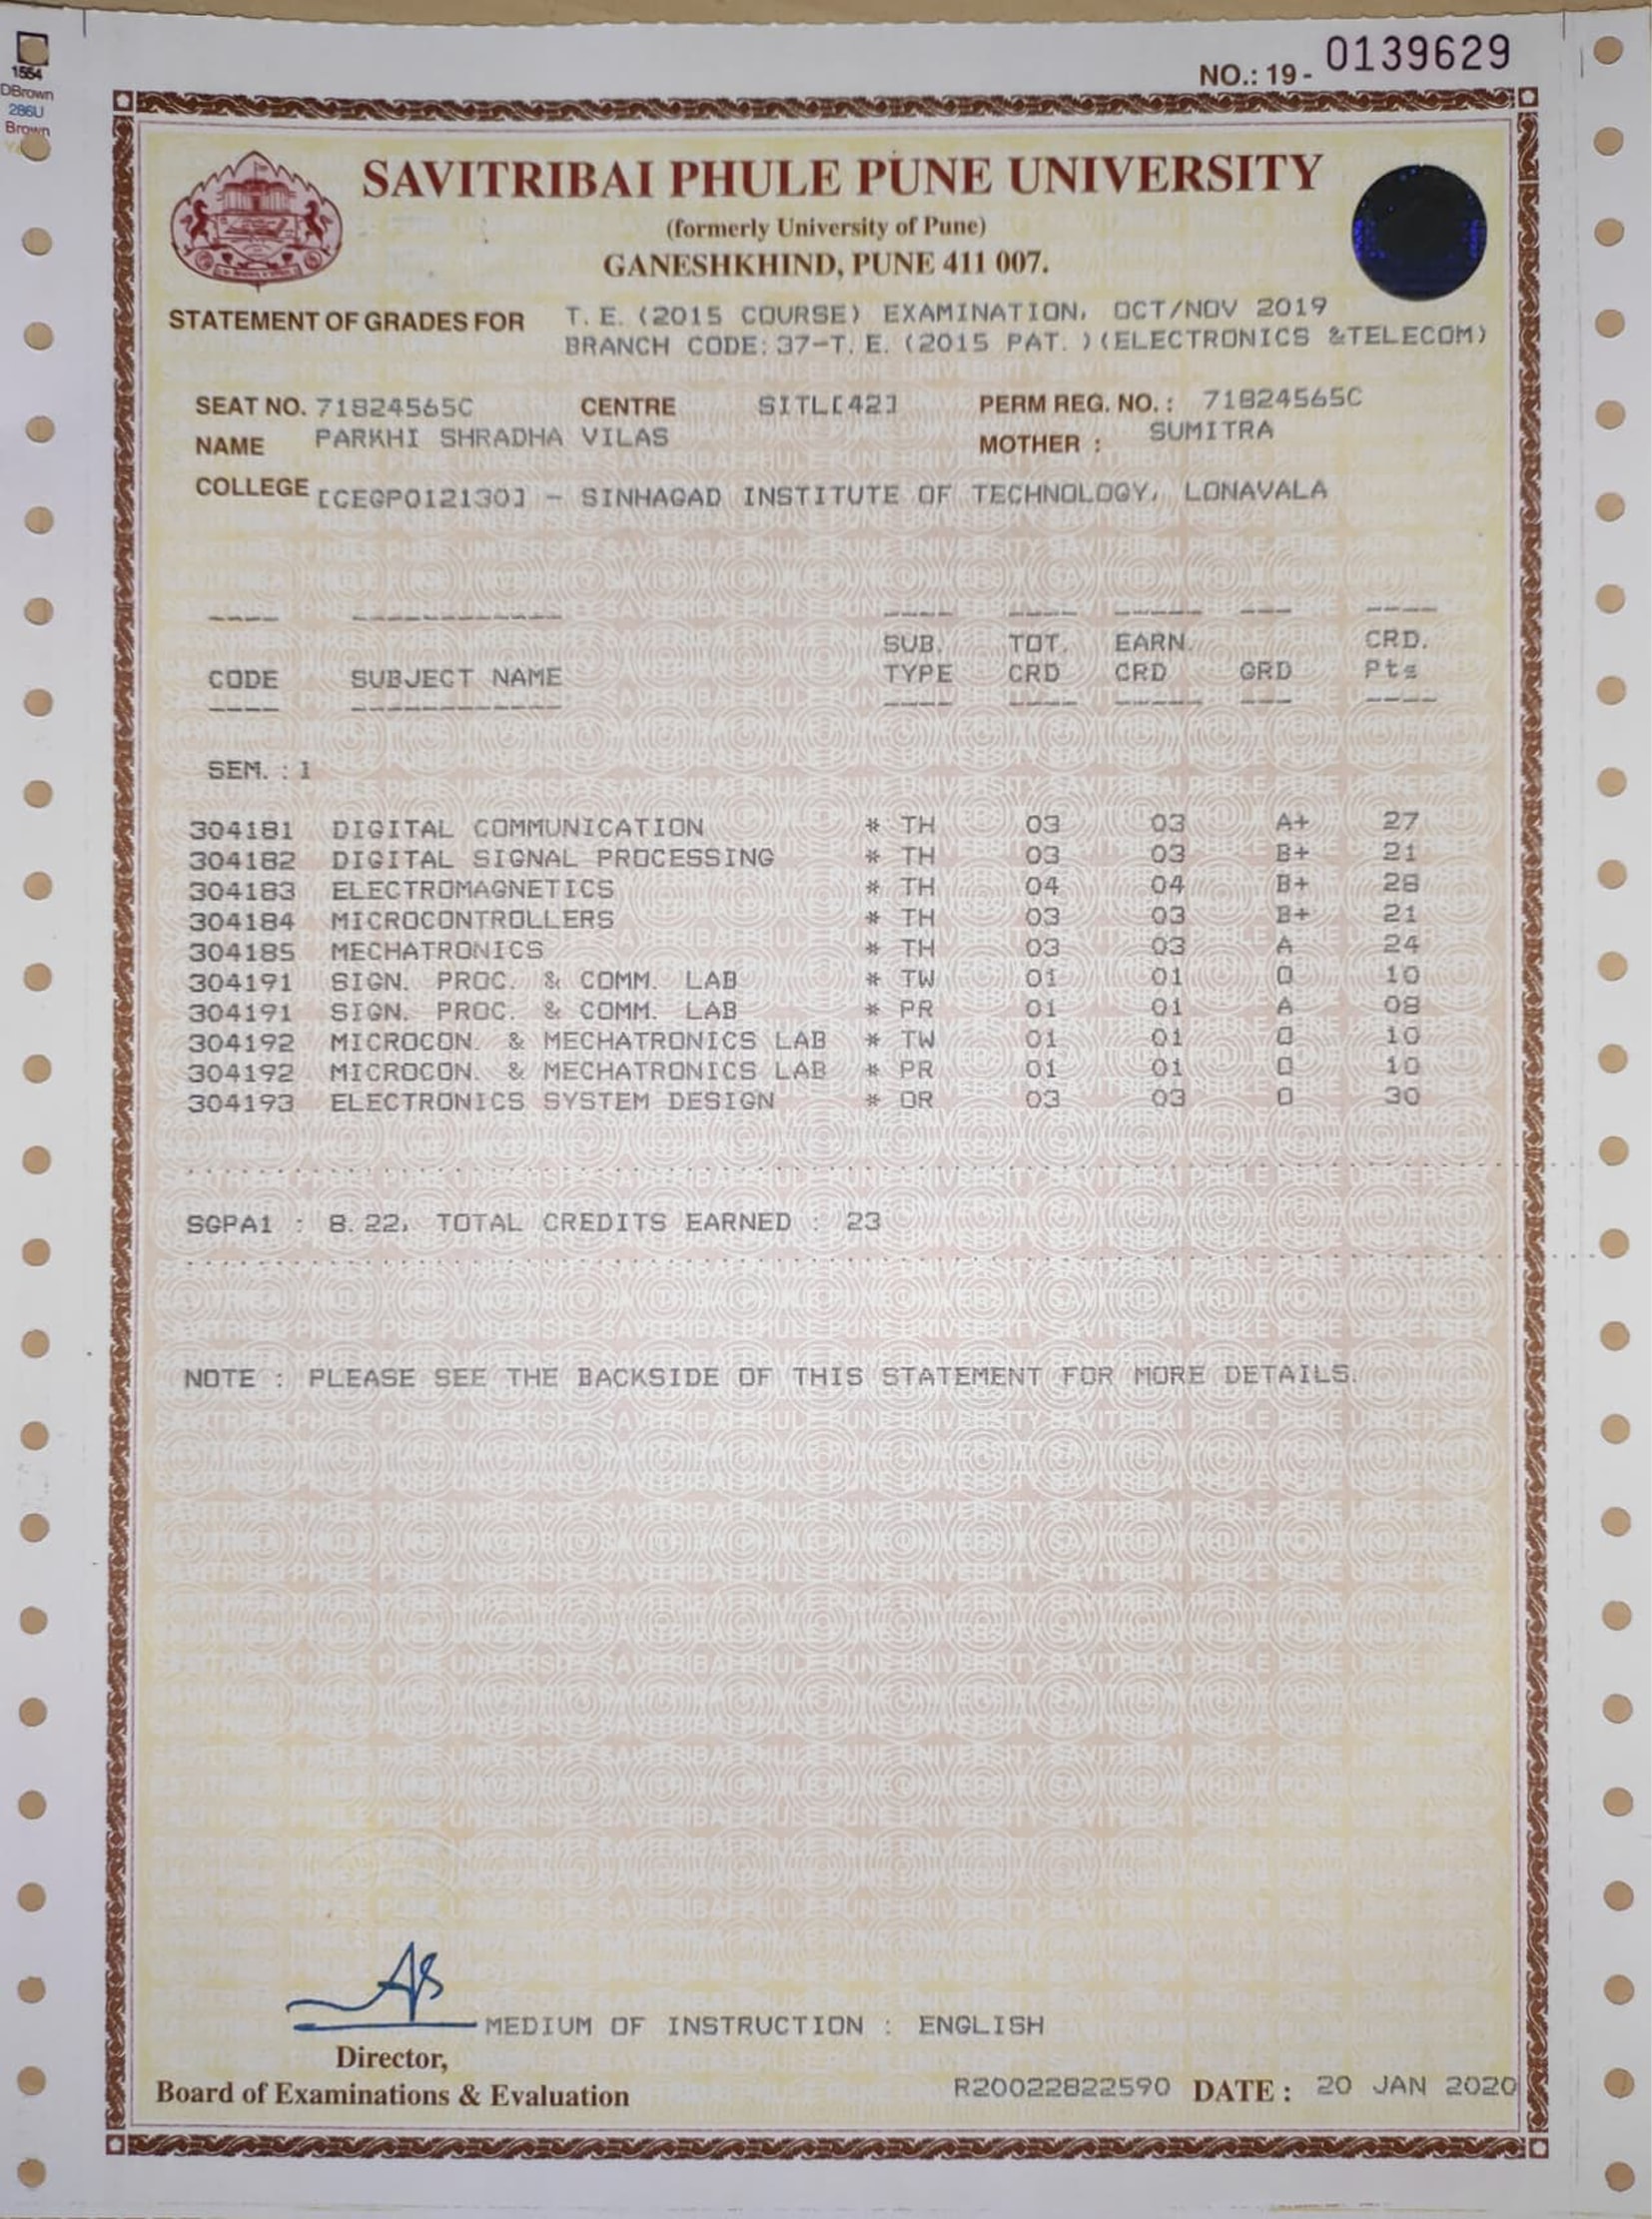 1554
DBrown
286U
Brown
NO.: 19- 0139629
SAVITRIBAI PHULE PUNE UNIVERSITY
(formerly University of Pune)
GANESHKHIND, PUNE 411 007.
STATEMENT OF GRADES FOR T. E. (2015 COURSE) EXAMINATION, OCT/NOV 2019
BRANCH CODE: 37-T. E. (2015 PAT. )(ELECTRONICS &TELECOM)
SEAT NO. 71824565C CENTRE SITL[42] PERM REG. NO. : 71824565C
NAME PARKHI SHRADHA VILAS MOTHER : SUMITRA
COLLEGE [CEGP012130] - SINHAGAD INSTITUTE OF TECHNOLOGY, LONAVALA
SUB. TOT. EARN. CRD.
CODE SUBJECT NAME TYPE CRD CRD GRD Pts
SEM. : 1
304181 DIGITAL COMMUNICATION * TH 03 03 A+ 27
304182 DIGITAL SIGNAL PROCESSING * TH 03 03 B+ 21
304183 ELECTROMAGNETICS * TH 04 04 B+ 28
304184 MICROCONTROLLERS * TH 03 03 B+ 21
304185 MECHATRONICS * TH 03 03 A 24
304191 SIGN. PROC. & COMM. LAB * TW 01 01 O 10
304191 SIGN. PROC. & COMM. LAB * PR 01 01 A 08
304192 MICROCON. & MECHATRONICS LAB * TW 01 01 O 10
304192 MICROCON. & MECHATRONICS LAB * PR 01 01 O 10
304193 ELECTRONICS SYSTEM DESIGN * OR 03 03 O 30
SGPA1 : 8.22, TOTAL CREDITS EARNED : 23
NOTE : PLEASE SEE THE BACKSIDE OF THIS STATEMENT FOR MORE DETAILS.
MEDIUM OF INSTRUCTION : ENGLISH
Director,
Board of Examinations & Evaluation R20022822590 DATE : 20 JAN 2020